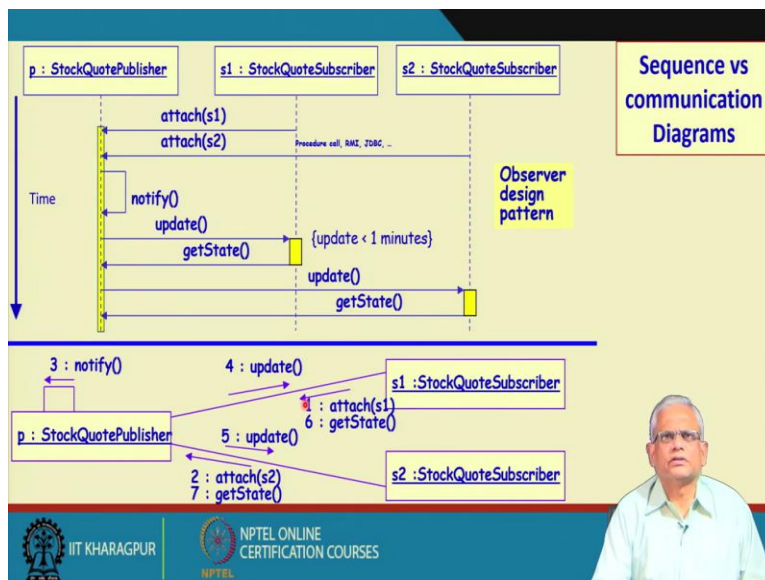 p : StockQuotePublisher
s1 : StockQuoteSubscriber
s2 : StockQuoteSubscriber
Sequence vs
communication
Diagrams
attach(s1)
attach(s2)
Procedure call, RMI, JDBC, ...
Observer
design
pattern
Time
notify()
update()
{update < 1 minutes}
getState()
update()
getState()
3 : notify()
4 : update()
s1 :StockQuoteSubscriber
1 : attach(s1)
6 : getState()
p : StockQuotePublisher
5 : update()
2 : attach(s2)
7 : getState()
s2 :StockQuoteSubscriber
IIT KHARAGPUR
NPTEL
NPTEL ONLINE
CERTIFICATION COURSES